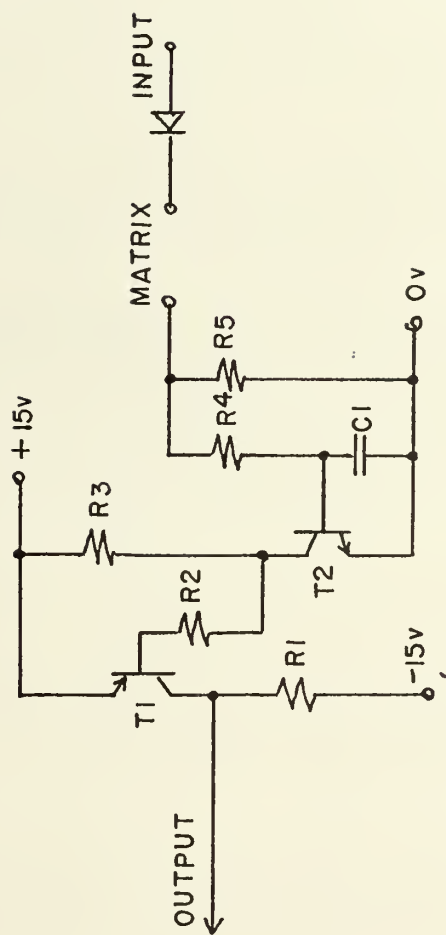 INPUT
MATRIX
+15V
R3
R4
R5
R2
T1
T2
C1
0V
R1
-15V
OUTPUT